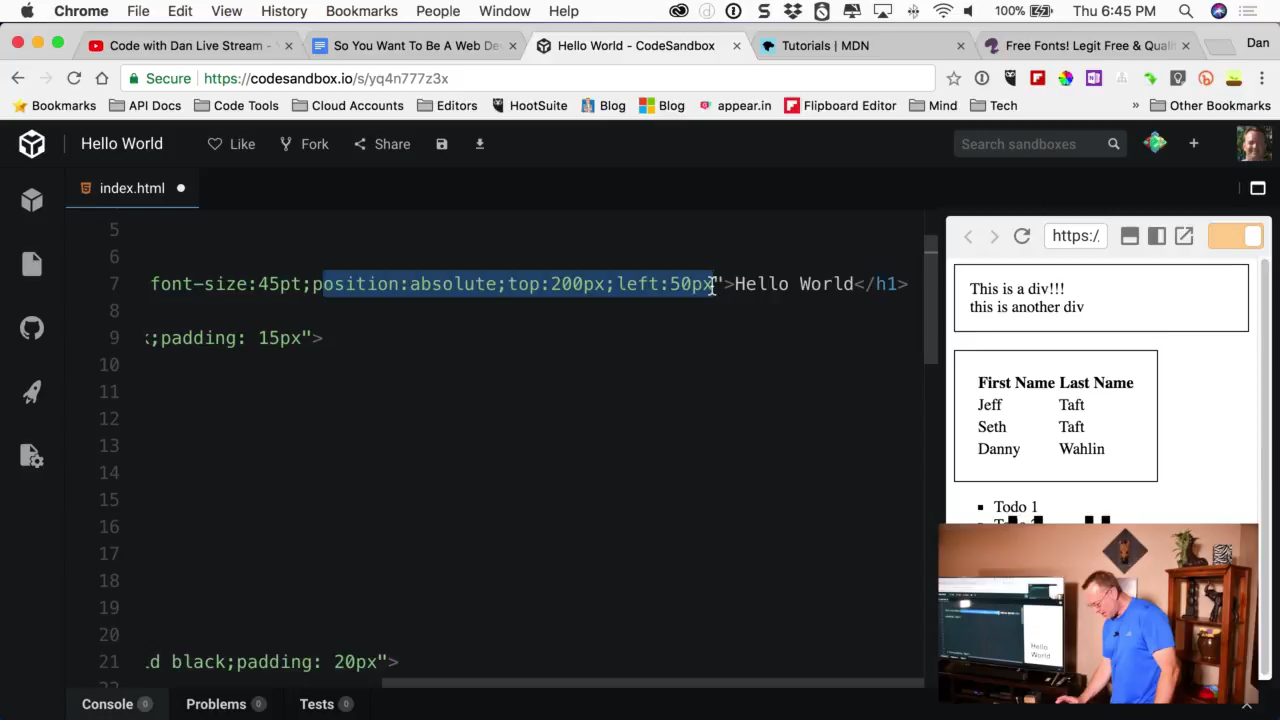 Chrome File Edit View History Bookmarks People Window Help 100% Thu 6:45 PM
Code with Dan Live Stream - So You Want To Be A Web De Hello World - CodeSandbox Tutorials | MDN Free Fonts! Legit Free & Quali Dan
Secure https://codesandbox.io/s/yq4n777z3x
Bookmarks API Docs Code Tools Cloud Accounts Editors HootSuite Blog Blog appear.in Flipboard Editor Mind Tech » Other Bookmarks
Hello World Like Fork Share Search sandboxes
index.html
https:/
5
6
7 font-size:45pt;position:absolute;top:200px;left:50px">Hello World</h1>
8
9 ;padding: 15px">
10
11
12
13
14
15
16
17
18
19
20
21 d black;padding: 20px">
This is a div!!!
this is another div
First Name Last Name
Jeff Taft
Seth Taft
Danny Wahlin
Todo 1
Hello
World
Console 0 Problems 0 Tests 0